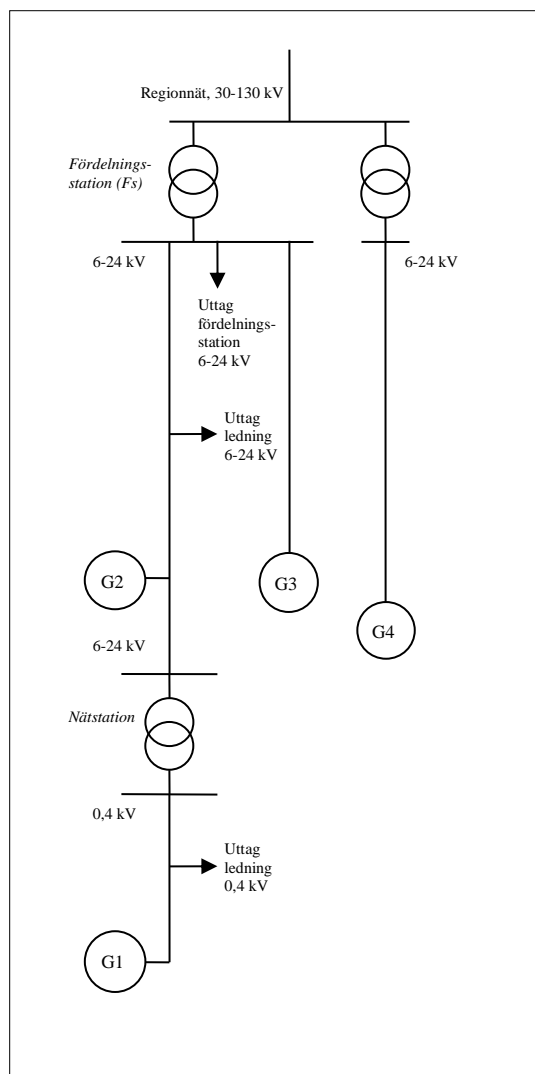 Regionnät, 30-130 kV
Fördelnings-
station (Fs)
6-24 kV
6-24 kV
Uttag
fördelnings-
station
6-24 kV
Uttag
ledning
6-24 kV
G2
G3
G4
6-24 kV
Nätstation
0,4 kV
Uttag
ledning
0,4 kV
G1